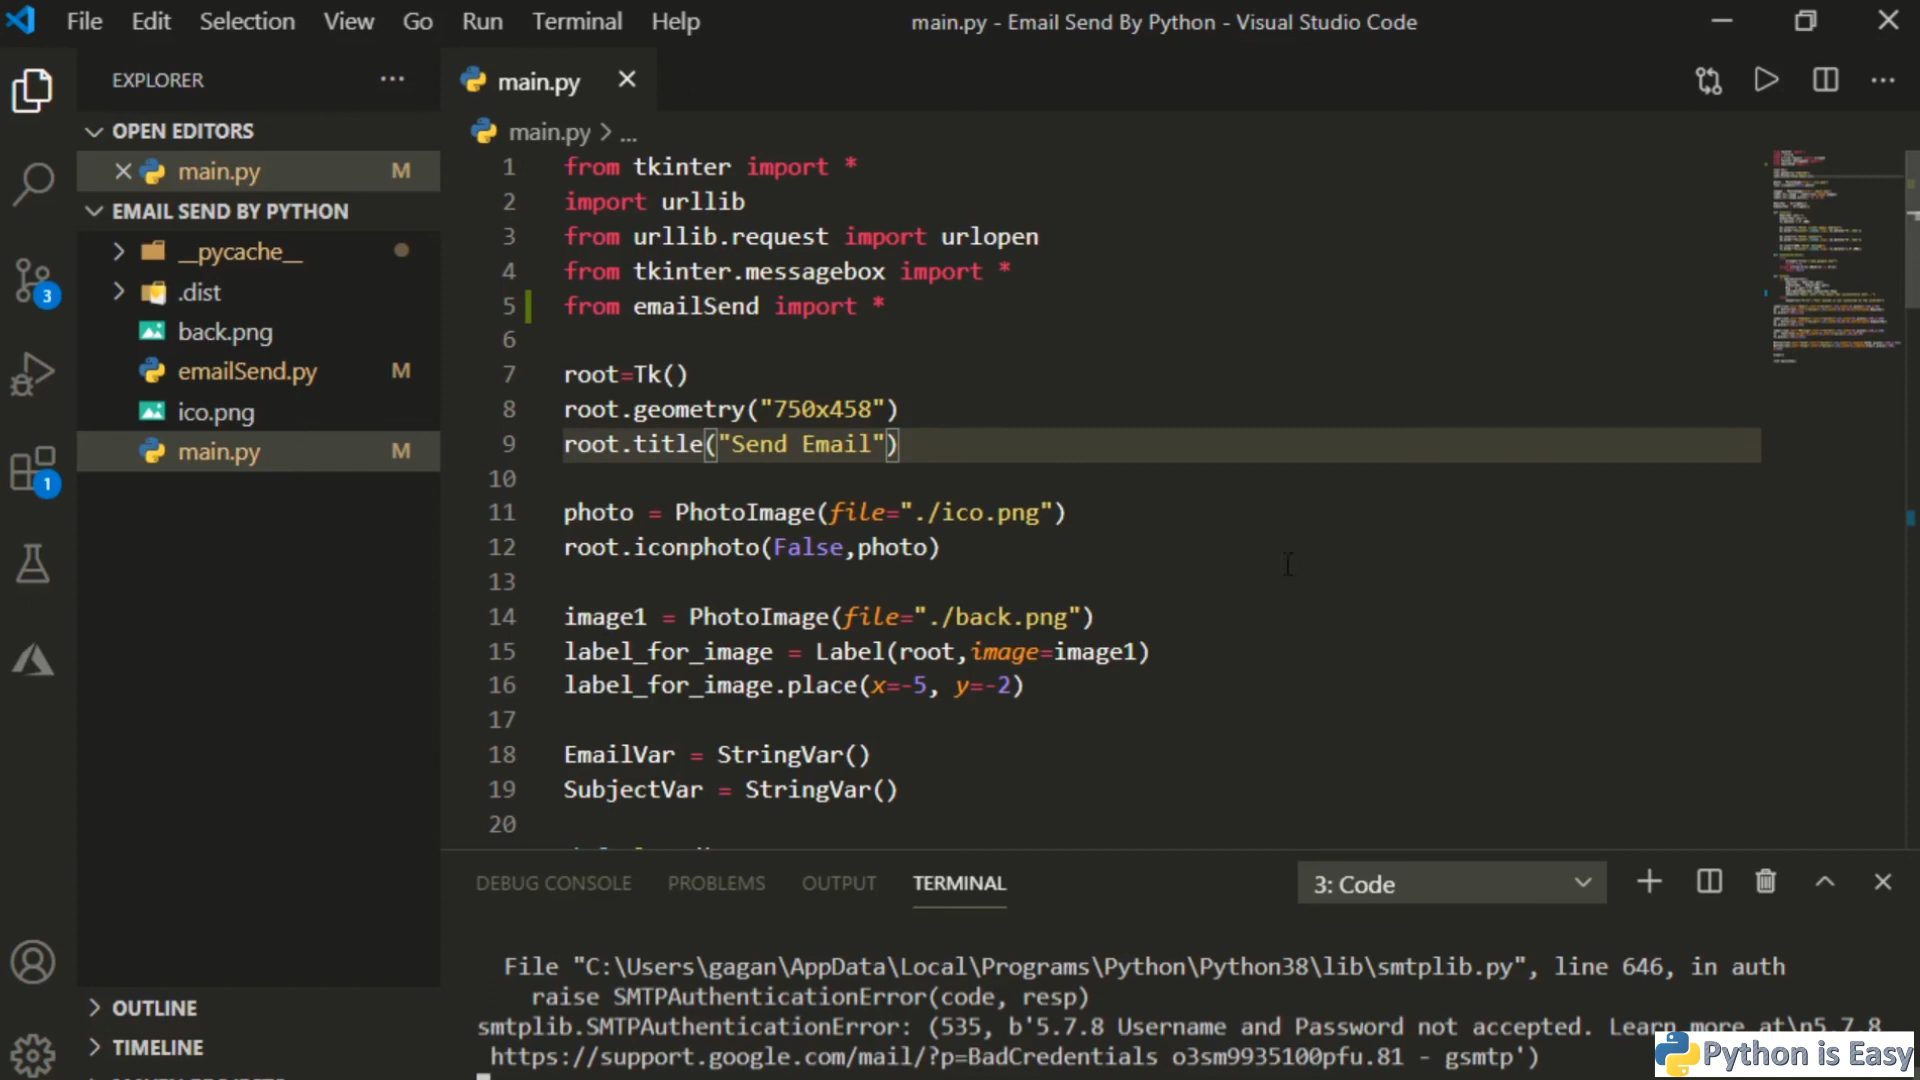 File Edit Selection View Go Run Terminal Help
main.py - Email Send By Python - Visual Studio Code
EXPLORER
OPEN EDITORS
main.py M
EMAIL SEND BY PYTHON
__pycache__
.dist
back.png
emailSend.py M
ico.png
main.py M
OUTLINE
TIMELINE
3
1
main.py
main.py > ...
1 from tkinter import *
2 import urllib
3 from urllib.request import urlopen
4 from tkinter.messagebox import *
5 from emailSend import *
6
7 root=Tk()
8 root.geometry("750x458")
9 root.title("Send Email")
10
11 photo = PhotoImage(file="./ico.png")
12 root.iconphoto(False,photo)
13
14 image1 = PhotoImage(file="./back.png")
15 label_for_image = Label(root,image=image1)
16 label_for_image.place(x=-5, y=-2)
17
18 EmailVar = StringVar()
19 SubjectVar = StringVar()
20
DEBUG CONSOLE PROBLEMS OUTPUT TERMINAL
3: Code
File "C:\Users\gagan\AppData\Local\Programs\Python\Python38\lib\smtplib.py", line 646, in auth
raise SMTPAuthenticationError(code, resp)
smtplib.SMTPAuthenticationError: (535, b'5.7.8 Username and Password not accepted. Learn more at\n5.7.8
https://support.google.com/mail/?p=BadCredentials o3sm9935100pfu.81 - gsmtp')
Python is Easy